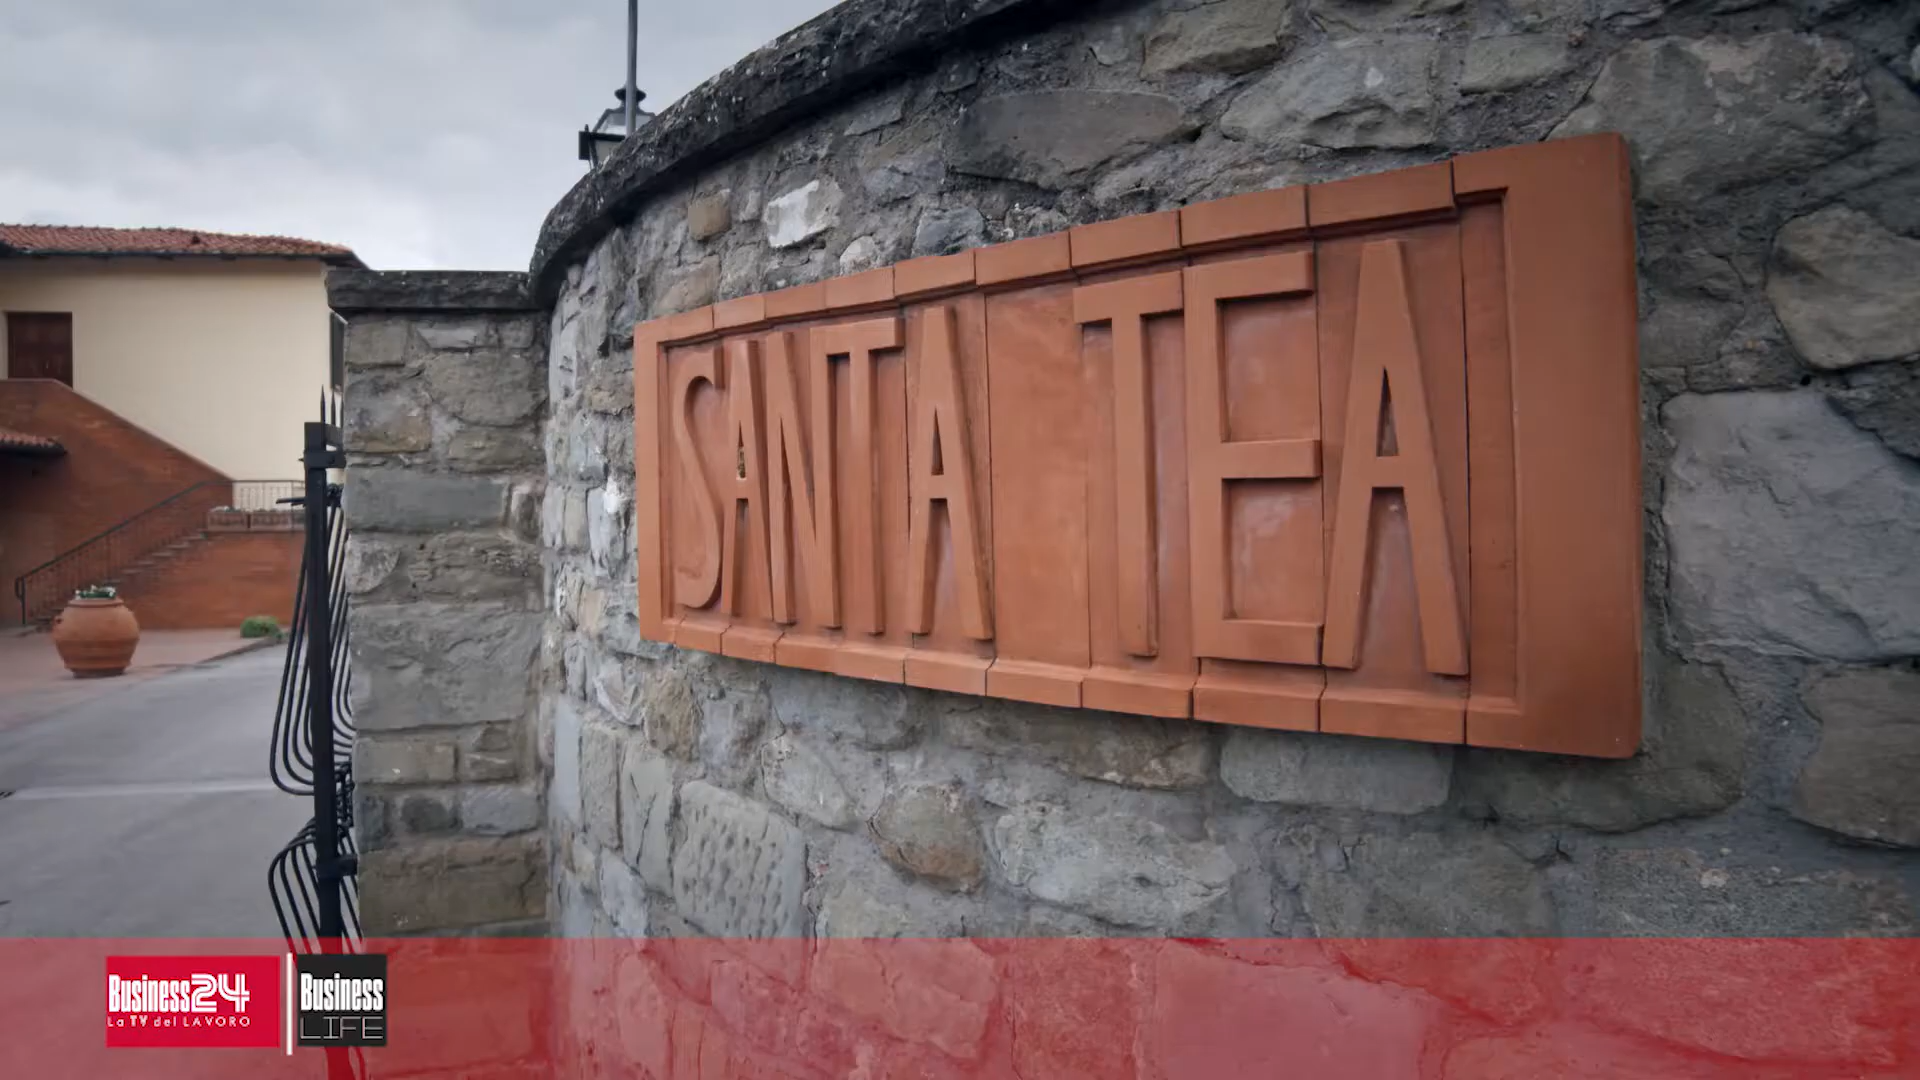 SANTA TEA
Business24
La TV del LAVORO
Business
LIFE